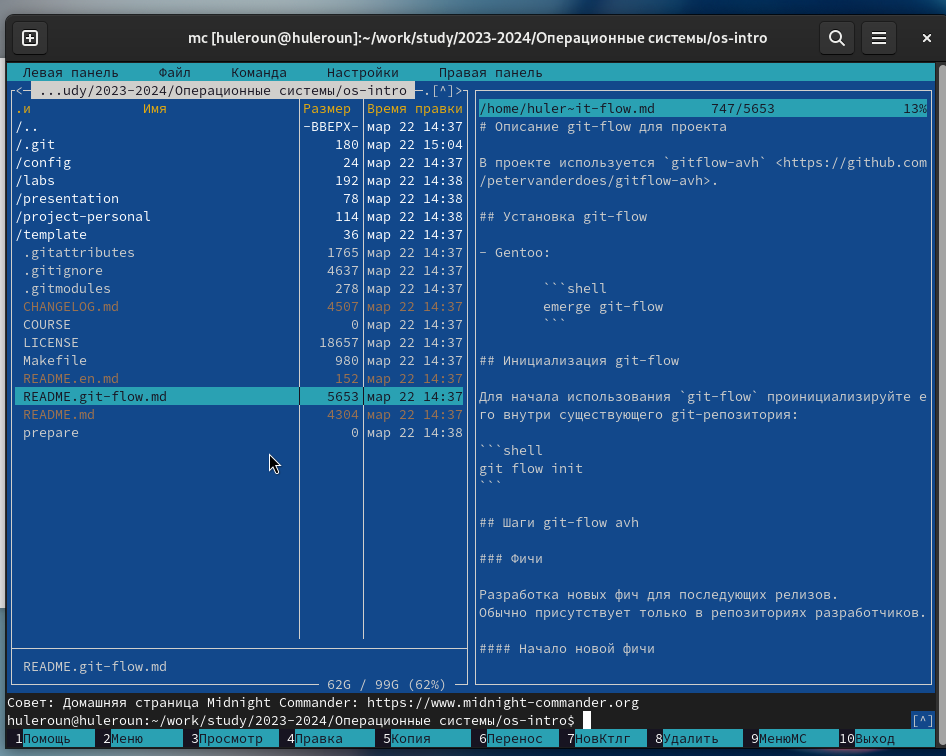 mc [huleroun@huleroun]:~/work/study/2023-2024/Операционные системы/os-intro
Левая панель Файл Команда Настройки Правая панель
<─ ...udy/2023-2024/Операционные системы/os-intro ─.[^]>
.и Имя Размер Время правки
/.. -ВВЕРХ- мар 22 14:37
/.git 180 мар 22 15:04
/config 24 мар 22 14:37
/labs 192 мар 22 14:38
/presentation 78 мар 22 14:38
/project-personal 114 мар 22 14:38
/template 36 мар 22 14:37
.gitattributes 1765 мар 22 14:37
.gitignore 4637 мар 22 14:37
.gitmodules 278 мар 22 14:37
CHANGELOG.md 4507 мар 22 14:37
COURSE 0 мар 22 14:37
LICENSE 18657 мар 22 14:37
Makefile 980 мар 22 14:37
README.en.md 152 мар 22 14:37
README.git-flow.md 5653 мар 22 14:37
README.md 4304 мар 22 14:37
prepare 0 мар 22 14:38
README.git-flow.md
62G / 99G (62%)
/home/huler~it-flow.md 747/5653 13%
# Описание git-flow для проекта
В проекте используется `gitflow-avh` <https://github.com
/petervanderdoes/gitflow-avh>.
## Установка git-flow
- Gentoo:
```shell
emerge git-flow
```
## Инициализация git-flow
Для начала использования `git-flow` проинициализируйте е
го внутри существующего git-репозитория:
```shell
git flow init
```
## Шаги git-flow avh
### Фичи
Разработка новых фич для последующих релизов.
Обычно присутствует только в репозиториях разработчиков.
#### Начало новой фичи
Совет: Домашняя страница Midnight Commander: https://www.midnight-commander.org
huleroun@huleroun:~/work/study/2023-2024/Операционные системы/os-intro$ [^]
1Помощь 2Меню 3Просмотр 4Правка 5Копия 6Перенос 7НовКтлг 8Удалить 9МенюМС 10Выход